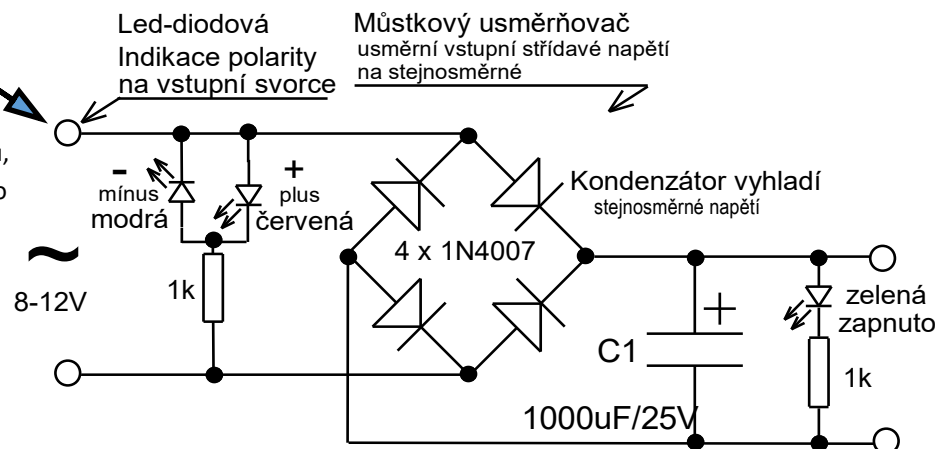 Led-diodová
Indikace polarity
na vstupní svorce
Můstkový usměrňovač
usměrní vstupní střídavé napětí
na stejnosměrné
-
mínus
modrá
+
plus
červená
~
8-12V
1k
4 x 1N4007
Kondenzátor vyhladí
stejnosměrné napětí
+
C1
1000uF/25V
zelená
zapnuto
1k